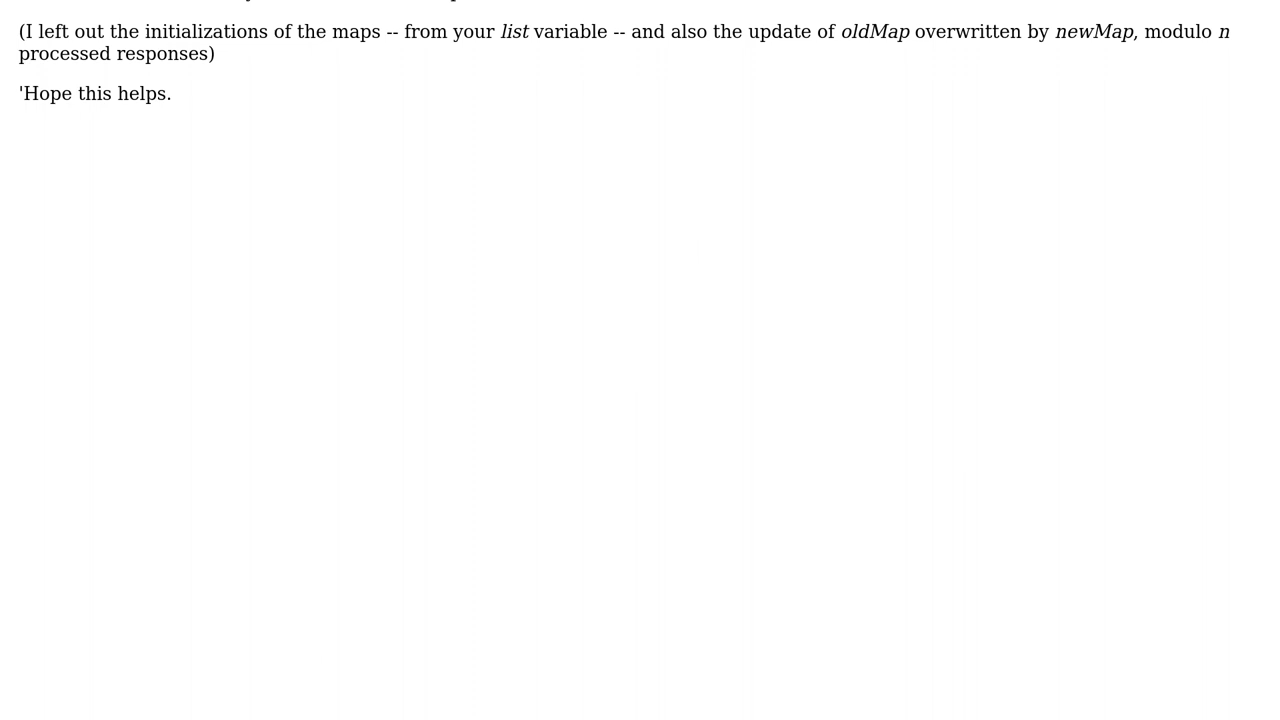 (I left out the initializations of the maps -- from your list variable -- and also the update of oldMap overwritten by newMap, modulo n
processed responses)
'Hope this helps.